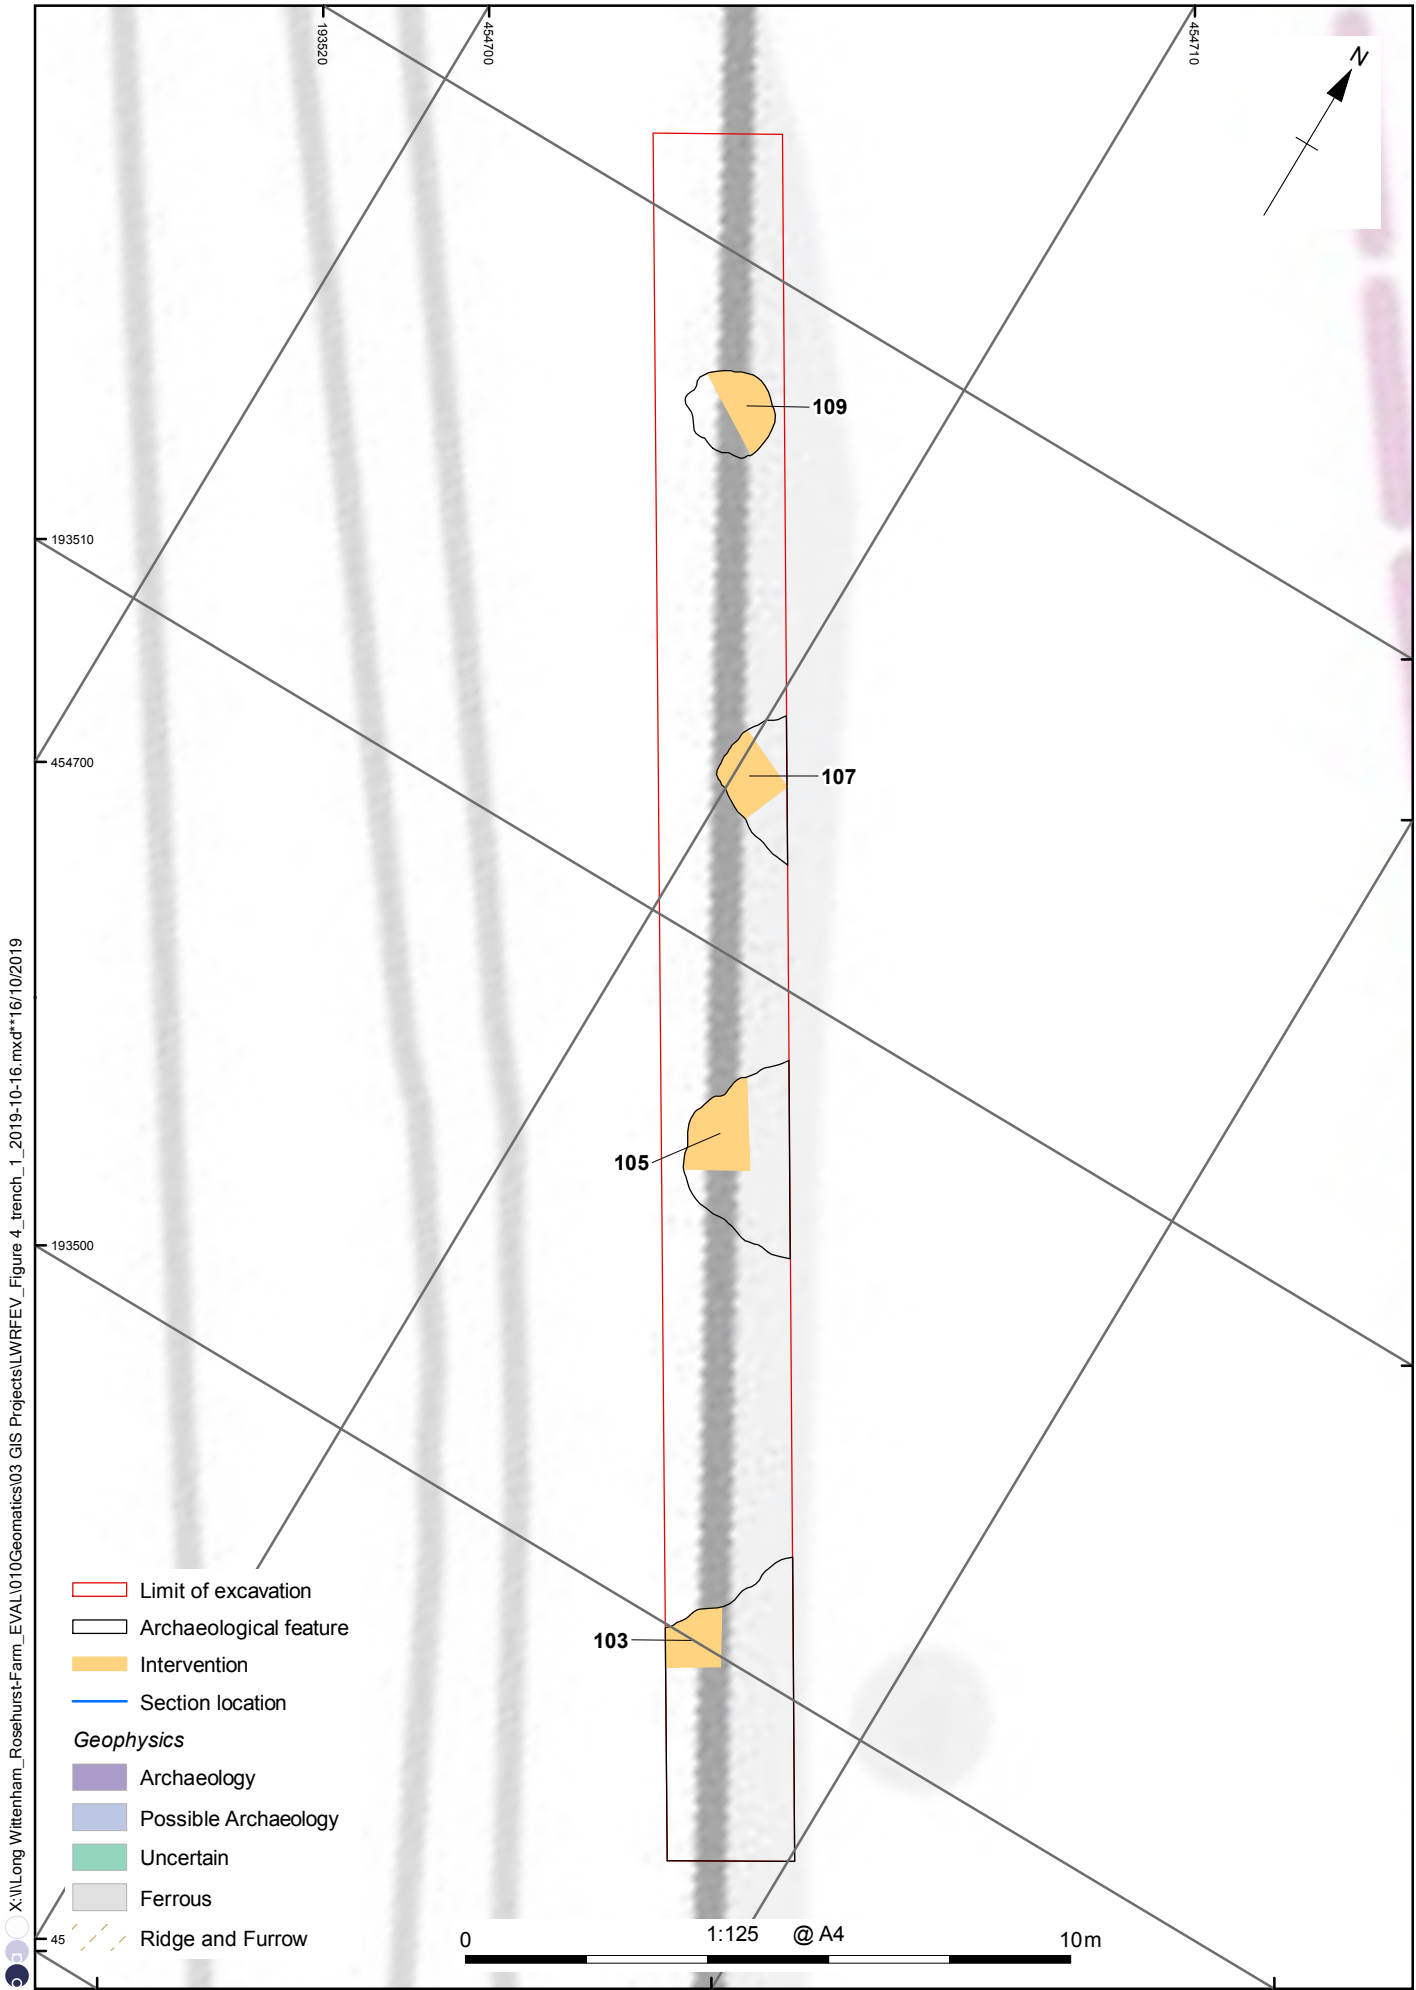 193520
454700
454710
N
109
193510
454700
107
105
193500
103
Limit of excavation
Archaeological feature
Intervention
Section location
Geophysics
Archaeology
Possible Archaeology
Uncertain
Ferrous
Ridge and Furrow
45
0 1:125 @ A4 10m
X:\l\Long Wittenham_Rosehurst-Farm_EVAL\010Geomatics\03 GIS Projects\LWRFEV_Figure 4_trench_1_2019-10-16.mxd**16/10/2019